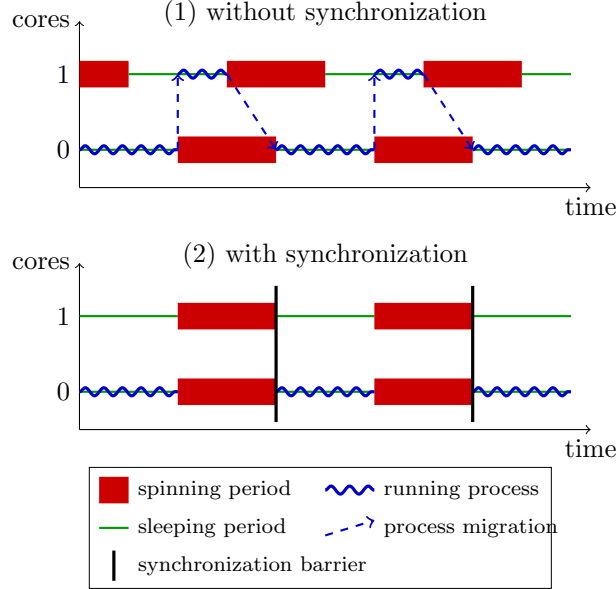 (1) without synchronization
cores
1
0
time
(2) with synchronization
cores
1
0
time
spinning period
running process
sleeping period
process migration
synchronization barrier